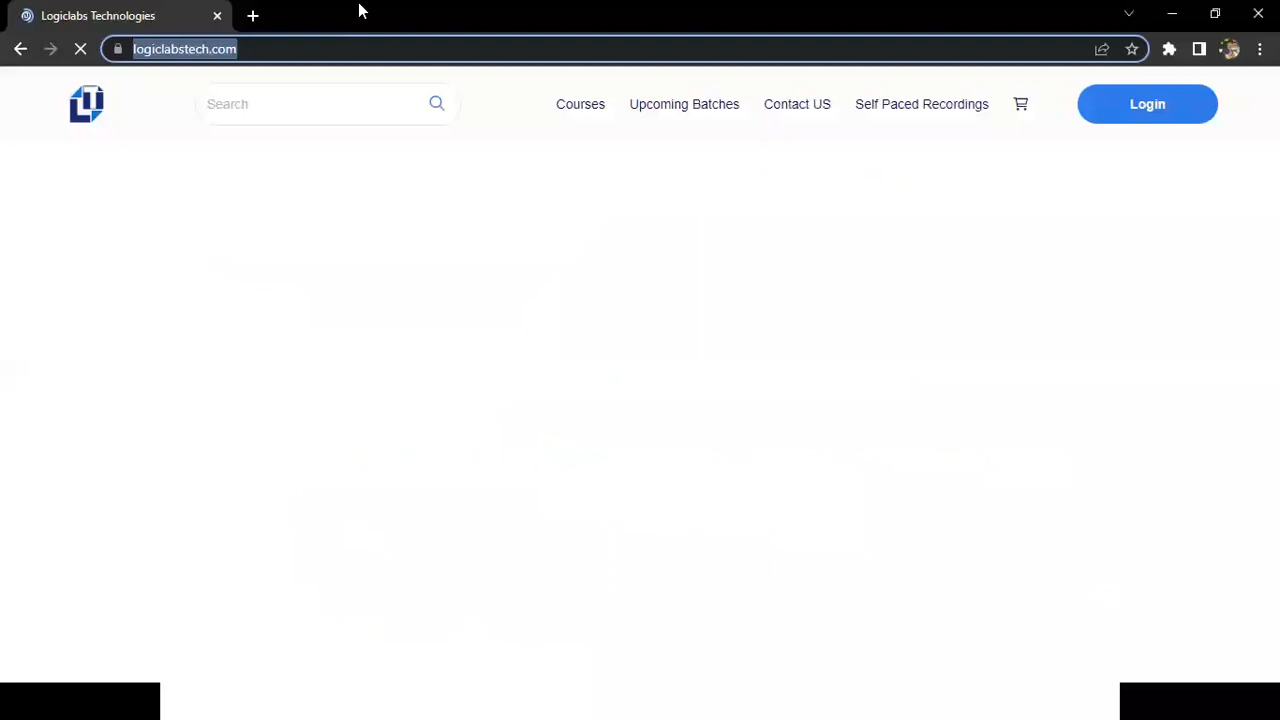 Logiclabs Technologies
logiclabstech.com
Search
Courses
Upcoming Batches
Contact US
Self Paced Recordings
Login